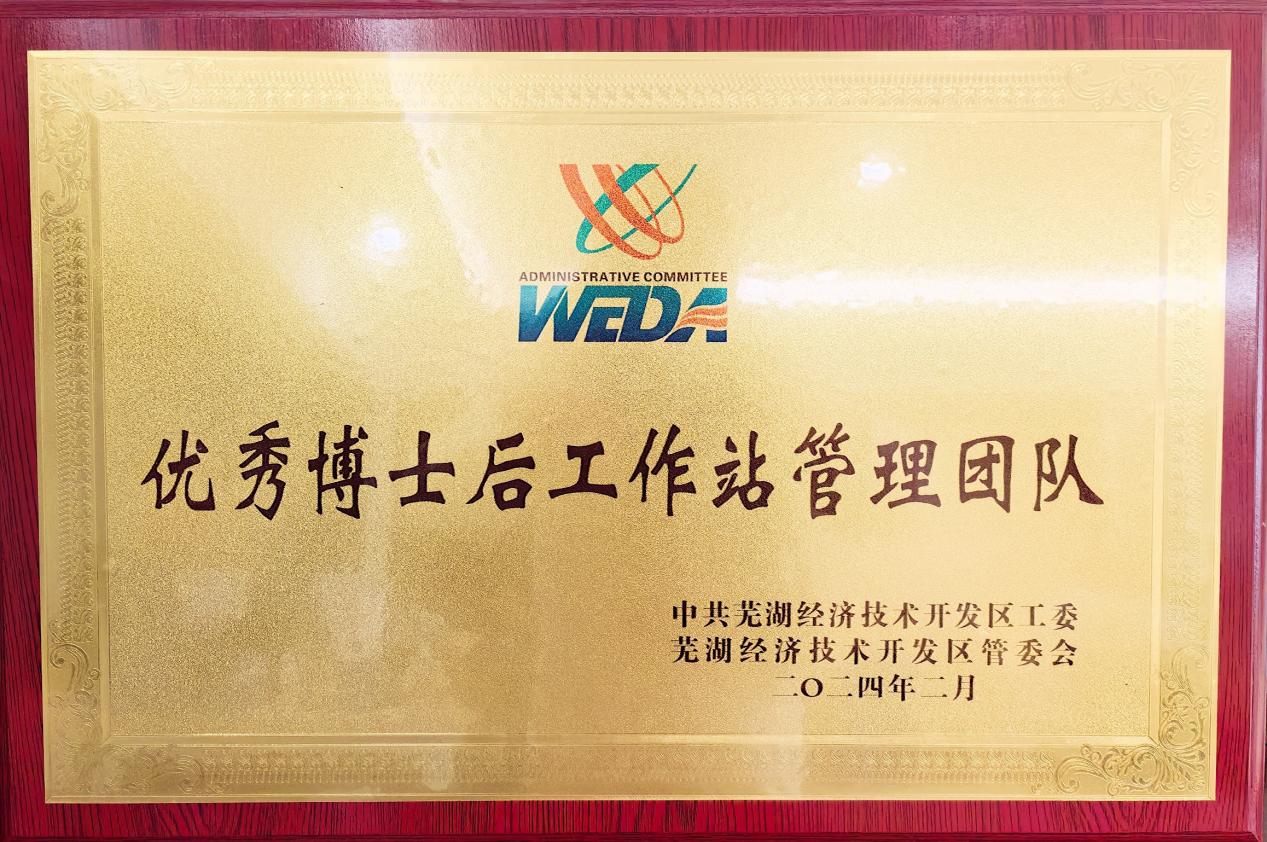 ADMINISTRATIVE COMMITTEE
WEDA
优秀博士后工作站管理团队
中共芜湖经济技术开发区工委
芜湖经济技术开发区管委会
二〇二四年二月